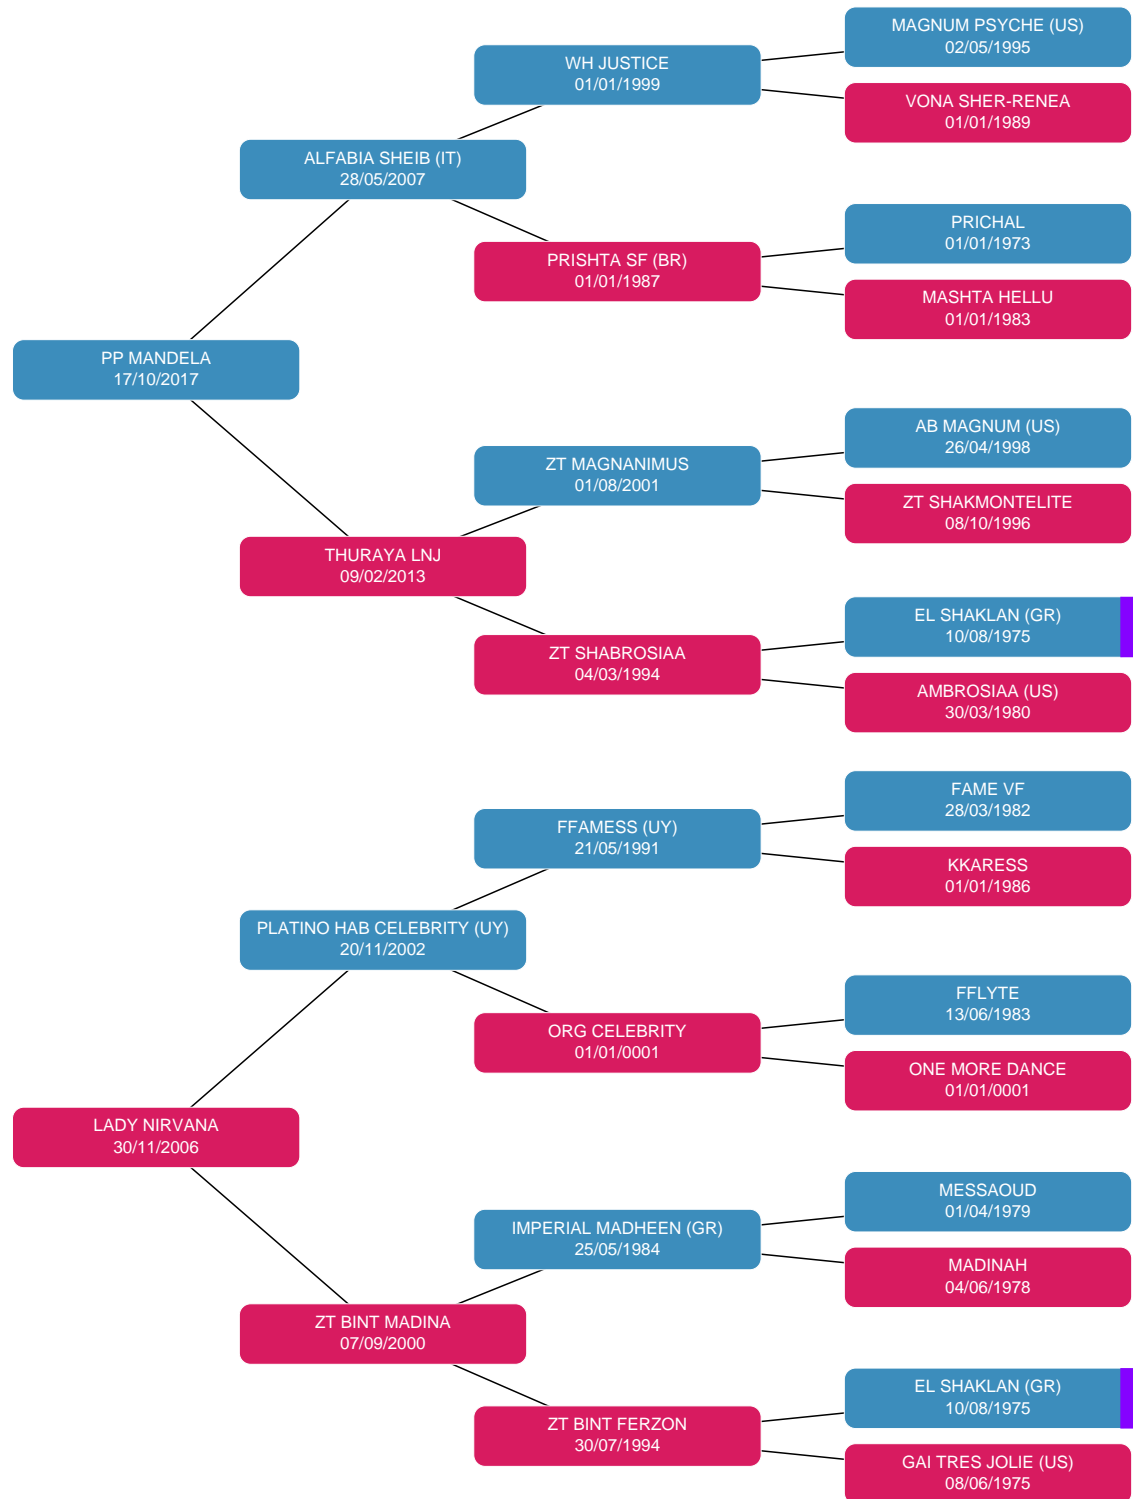 MAGNUM PSYCHE (US)
02/05/1995
WH JUSTICE
01/01/1999
VONA SHER-RENEA
01/01/1989
ALFABIA SHEIB (IT)
28/05/2007
PRICHAL
01/01/1973
PRISHTA SF (BR)
01/01/1987
MASHTA HELLU
01/01/1983
PP MANDELA
17/10/2017
AB MAGNUM (US)
26/04/1998
ZT MAGNANIMUS
01/08/2001
ZT SHAKMONTELITE
08/10/1996
THURAYA LNJ
09/02/2013
EL SHAKLAN (GR)
10/08/1975
ZT SHABROSIAA
04/03/1994
AMBROSIAA (US)
30/03/1980
FAME VF
28/03/1982
FFAMESS (UY)
21/05/1991
KKARESS
01/01/1986
PLATINO HAB CELEBRITY (UY)
20/11/2002
FFLYTE
13/06/1983
ORG CELEBRITY
01/01/0001
ONE MORE DANCE
01/01/0001
LADY NIRVANA
30/11/2006
MESSAOUD
01/04/1979
IMPERIAL MADHEEN (GR)
25/05/1984
MADINAH
04/06/1978
ZT BINT MADINA
07/09/2000
EL SHAKLAN (GR)
10/08/1975
ZT BINT FERZON
30/07/1994
GAI TRES JOLIE (US)
08/06/1975